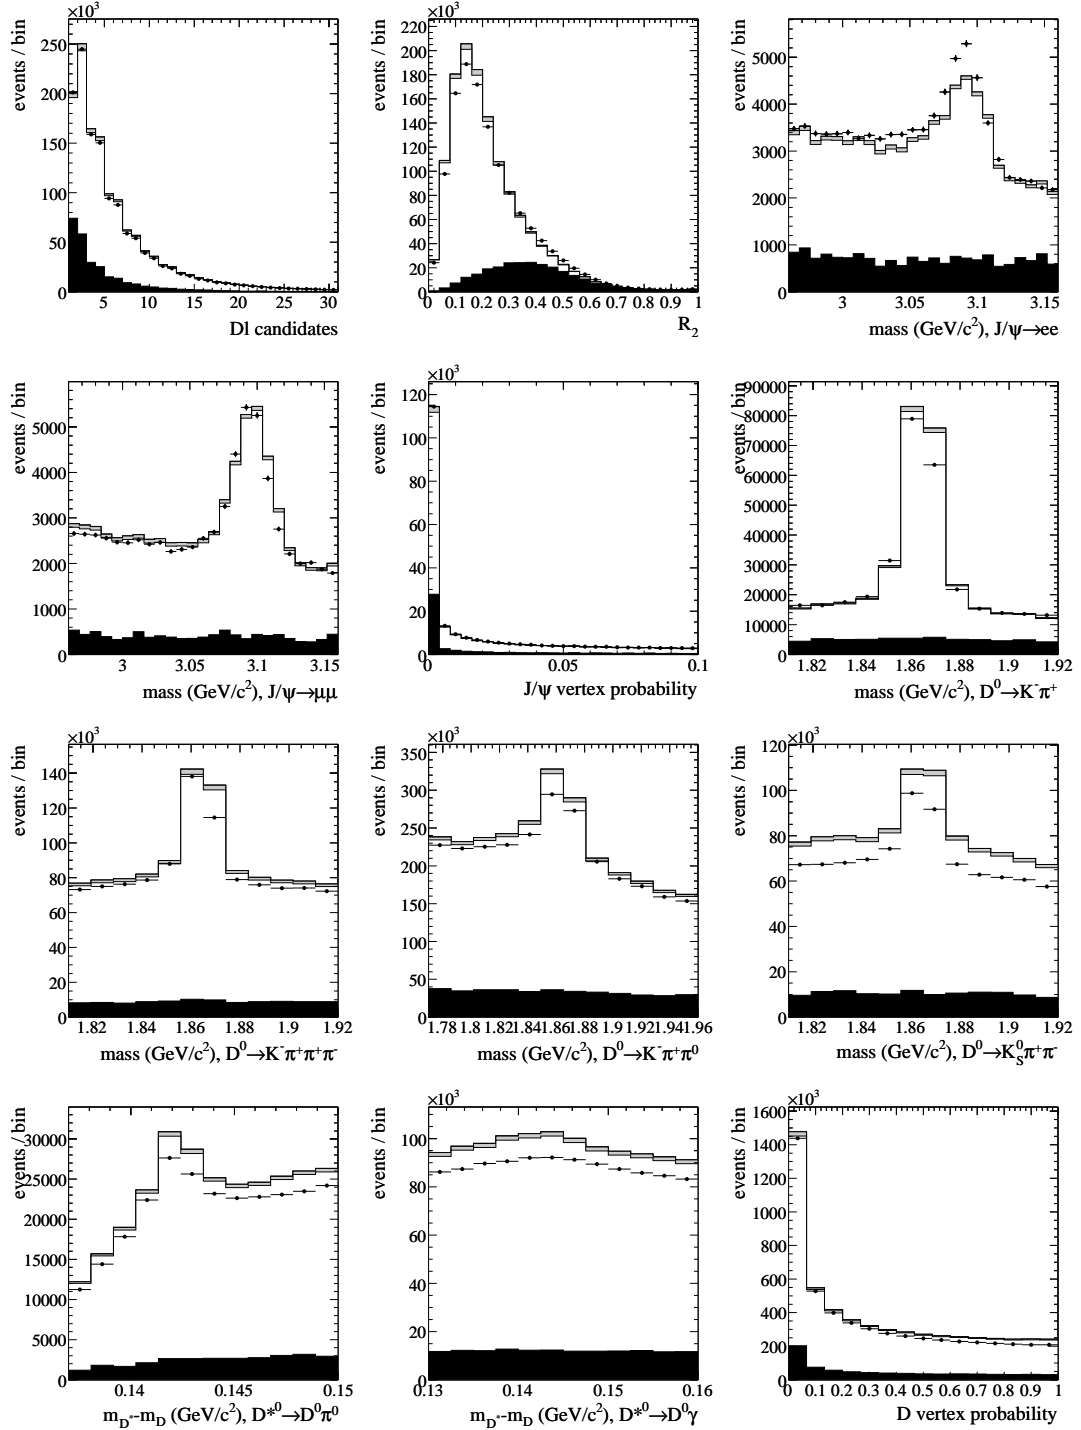 ×10³
events / bin
250
200
150
100
50
0
5 10 15 20 25 30
Dl candidates
×10³
events / bin
220
200
180
160
140
120
100
80
60
40
20
0
0 0.1 0.2 0.3 0.4 0.5 0.6 0.7 0.8 0.9 1
R₂
events / bin
5000
4000
3000
2000
1000
0
3 3.05 3.1 3.15
mass (GeV/c²), J/ψ→ee
events / bin
5000
4000
3000
2000
1000
0
3 3.05 3.1 3.15
mass (GeV/c²), J/ψ→μμ
×10³
events / bin
120
100
80
60
40
20
0
0 0.05 0.1
J/ψ vertex probability
events / bin
90000
80000
70000
60000
50000
40000
30000
20000
10000
0
1.82 1.84 1.86 1.88 1.9 1.92
mass (GeV/c²), D⁰→K⁻π⁺
×10³
events / bin
140
120
100
80
60
40
20
0
1.82 1.84 1.86 1.88 1.9 1.92
mass (GeV/c²), D⁰→K⁻π⁺π⁺π⁻
×10³
events / bin
350
300
250
200
150
100
50
0
1.78 1.8 1.82 1.84 1.86 1.88 1.9 1.92 1.94 1.96
mass (GeV/c²), D⁰→K⁻π⁺π⁰
×10³
events / bin
120
100
80
60
40
20
0
1.82 1.84 1.86 1.88 1.9 1.92
mass (GeV/c²), D⁰→K⁰_Sπ⁺π⁻
events / bin
30000
25000
20000
15000
10000
5000
0
0.14 0.145 0.15
m_D*-m_D (GeV/c²), D*⁰→D⁰π⁰
×10³
events / bin
100
80
60
40
20
0
0.13 0.14 0.15 0.16
m_D*-m_D (GeV/c²), D*⁰→D⁰γ
×10³
events / bin
1600
1400
1200
1000
800
600
400
200
0
0 0.1 0.2 0.3 0.4 0.5 0.6 0.7 0.8 0.9 1
D vertex probability